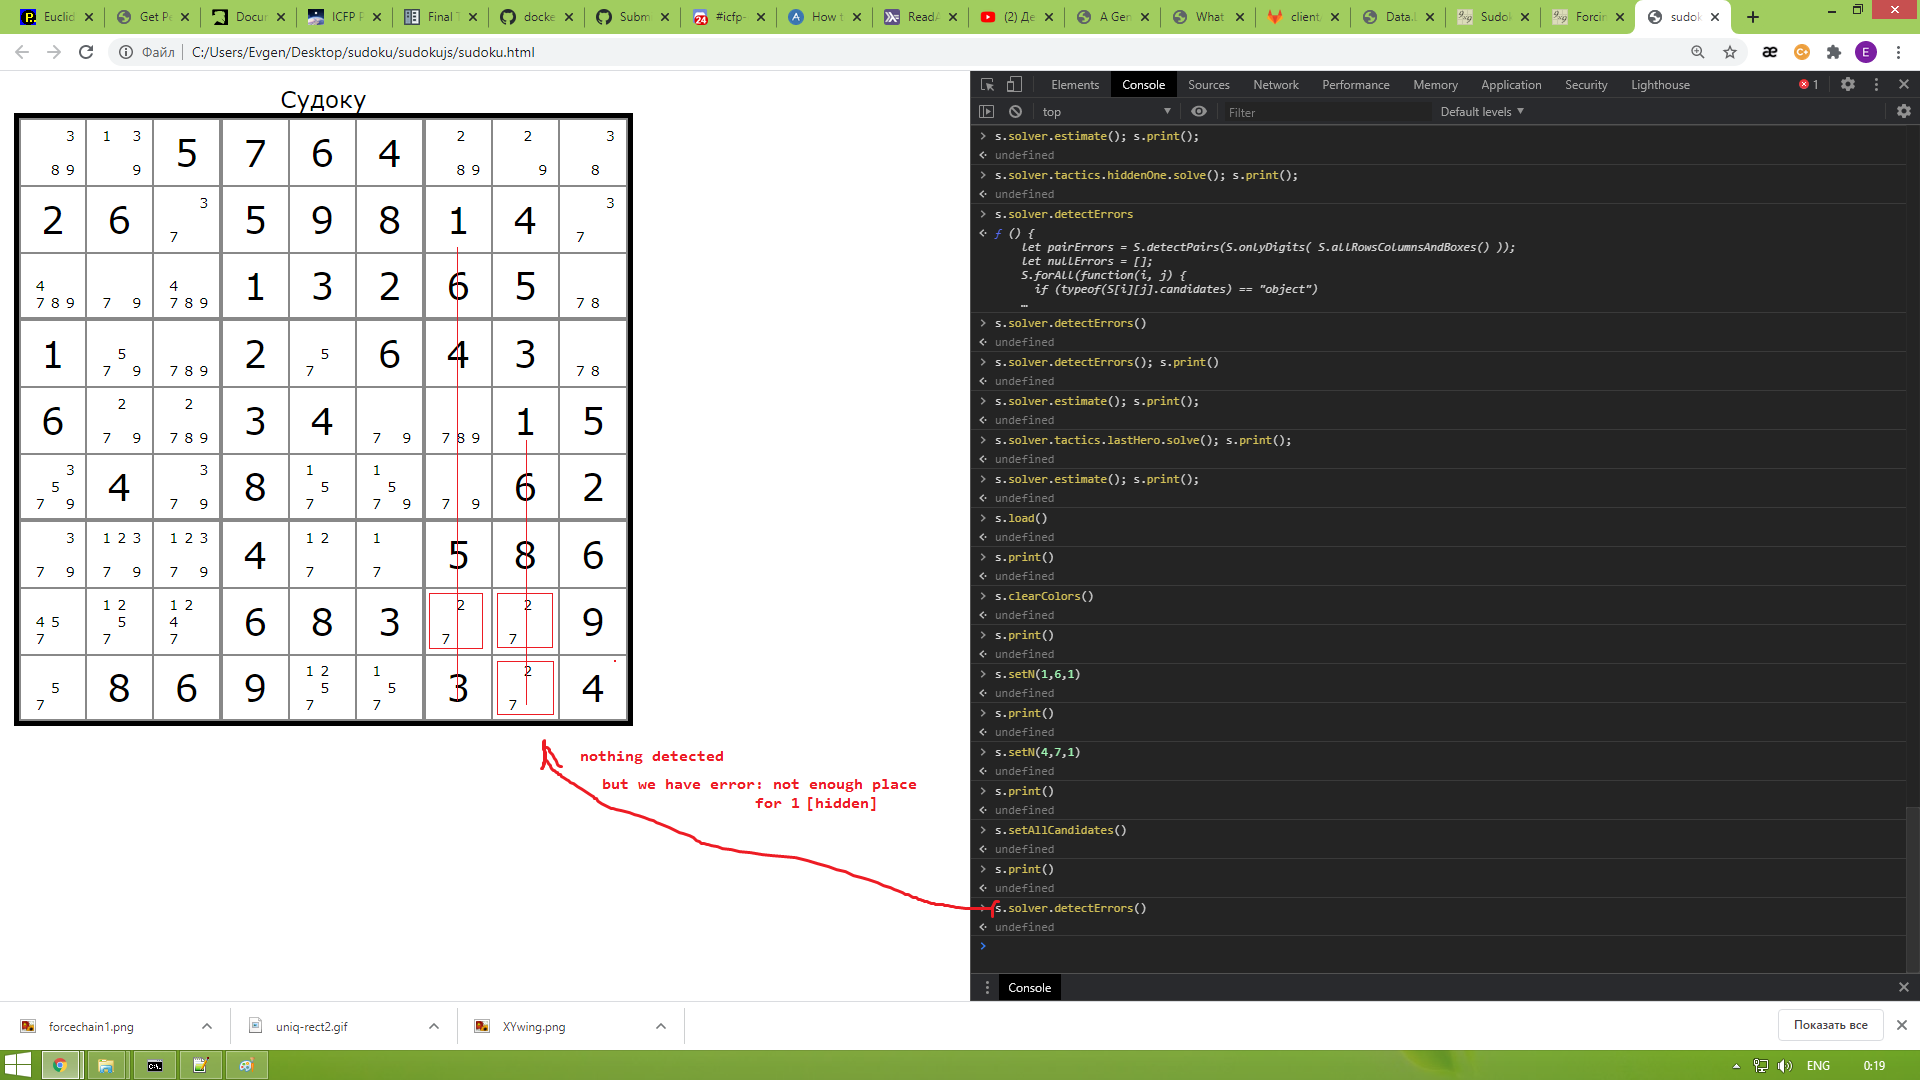 Euclid
Get Pe
Docur
ICFP P
Final T
docke
Subm
#icfp-
How t
ReadA
(2) Де
A Gen
What
client
Data.I
Sudok
Forcin
sudok
Файл
C:/Users/Evgen/Desktop/sudoku/sudokujs/sudoku.html
E
Судоку
3 1 3 5 7 6 4 2 2 3
8 9 9 8 9 9 8
2 6 3 5 9 8 1 4 3
7 7
4 4 1 3 2 6 5
7 8 9 7 9 7 8 9 7 8
1 5 2 5 6 4 3
7 9 7 8 9 7 7 8
6 2 2 3 4 1 5
7 9 7 8 9 7 9 7 8 9
3 4 3 8 1 1 6 2
5 5 5
7 9 7 9 7 7 9 7 9
3 1 2 3 1 2 3 4 1 2 1 5 8 6
7 9 7 9 7 9 7 7
1 2 1 2 6 8 3 2 2 9
4 5 5 4
7 7 7 7 7
5 8 6 9 1 2 1 3 2 4
5 5
7 7 7 7
nothing detected
but we have error: not enough place
for 1 [hidden]
Elements Console Sources Network Performance Memory Application Security Lighthouse 1
top Filter Default levels
s.solver.estimate(); s.print();
undefined
s.solver.tactics.hiddenOne.solve(); s.print();
undefined
s.solver.detectErrors
ƒ () {
let pairErrors = S.detectPairs(S.onlyDigits( S.allRowsColumnsAndBoxes() ));
let nullErrors = [];
S.forAll(function(i, j) {
if (typeof(S[i][j].candidates) == "object")
…
s.solver.detectErrors()
undefined
s.solver.detectErrors(); s.print()
undefined
s.solver.estimate(); s.print();
undefined
s.solver.tactics.lastHero.solve(); s.print();
undefined
s.solver.estimate(); s.print();
undefined
s.load()
undefined
s.print()
undefined
s.clearColors()
undefined
s.print()
undefined
s.setN(1,6,1)
undefined
s.print()
undefined
s.setN(4,7,1)
undefined
s.print()
undefined
s.setAllCandidates()
undefined
s.print()
undefined
s.solver.detectErrors()
undefined
Console
forcechain1.png
uniq-rect2.gif
XYwing.png
Показать все
ENG
0:19